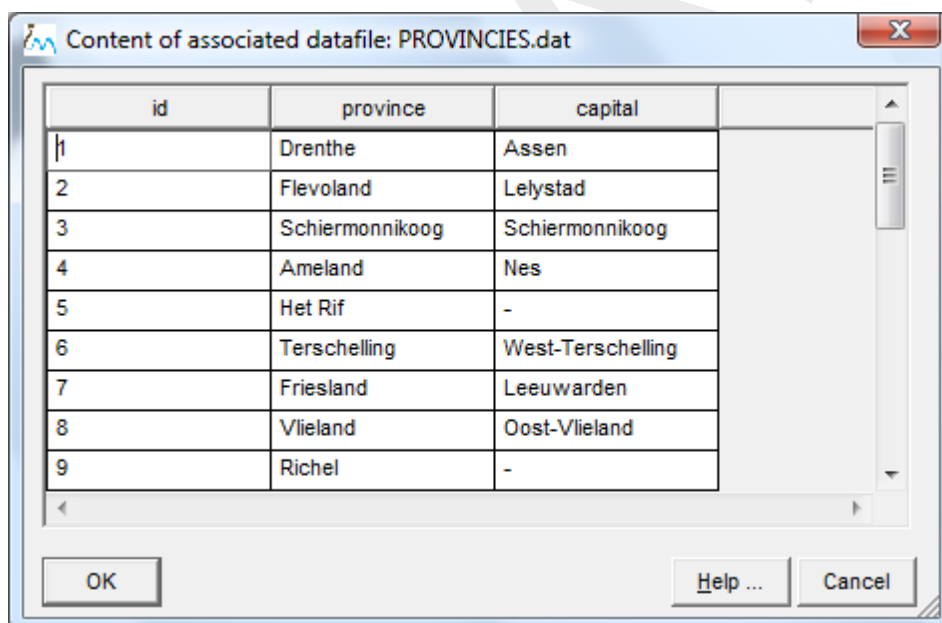 Content of associated datafile: PROVINCIES.dat
id province capital
1 Drenthe Assen
2 Flevoland Lelystad
3 Schiermonnikoog Schiermonnikoog
4 Ameland Nes
5 Het Rif -
6 Terschelling West-Terschelling
7 Friesland Leeuwarden
8 Vlieland Oost-Vlieland
9 Richel -
OK Help ... Cancel